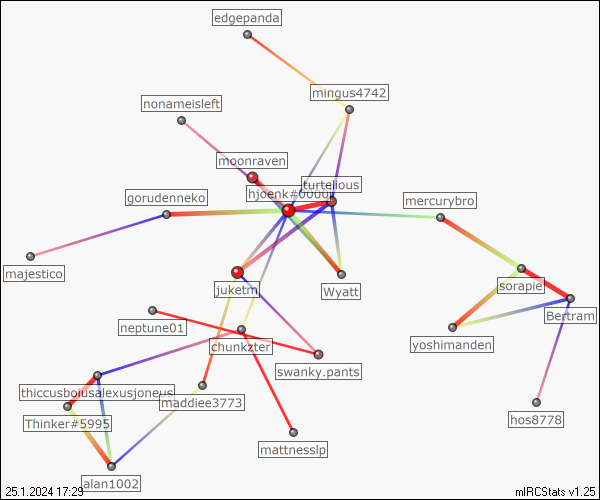 edgepanda
mingus4742
nonameisleft
moonraven
hjoenk#0000
turtelious
gorudenneko
mercurybro
majestico
juketm
Wyatt
sorapie
Bertram
neptune01
chunkzter
yoshimanden
swanky.pants
thiccusboiusalexusjoneus
maddiee3773
Thinker#5995
hos8778
mattnesslp
alan1002
25.1.2024 17:29
mIRCStats v1.25